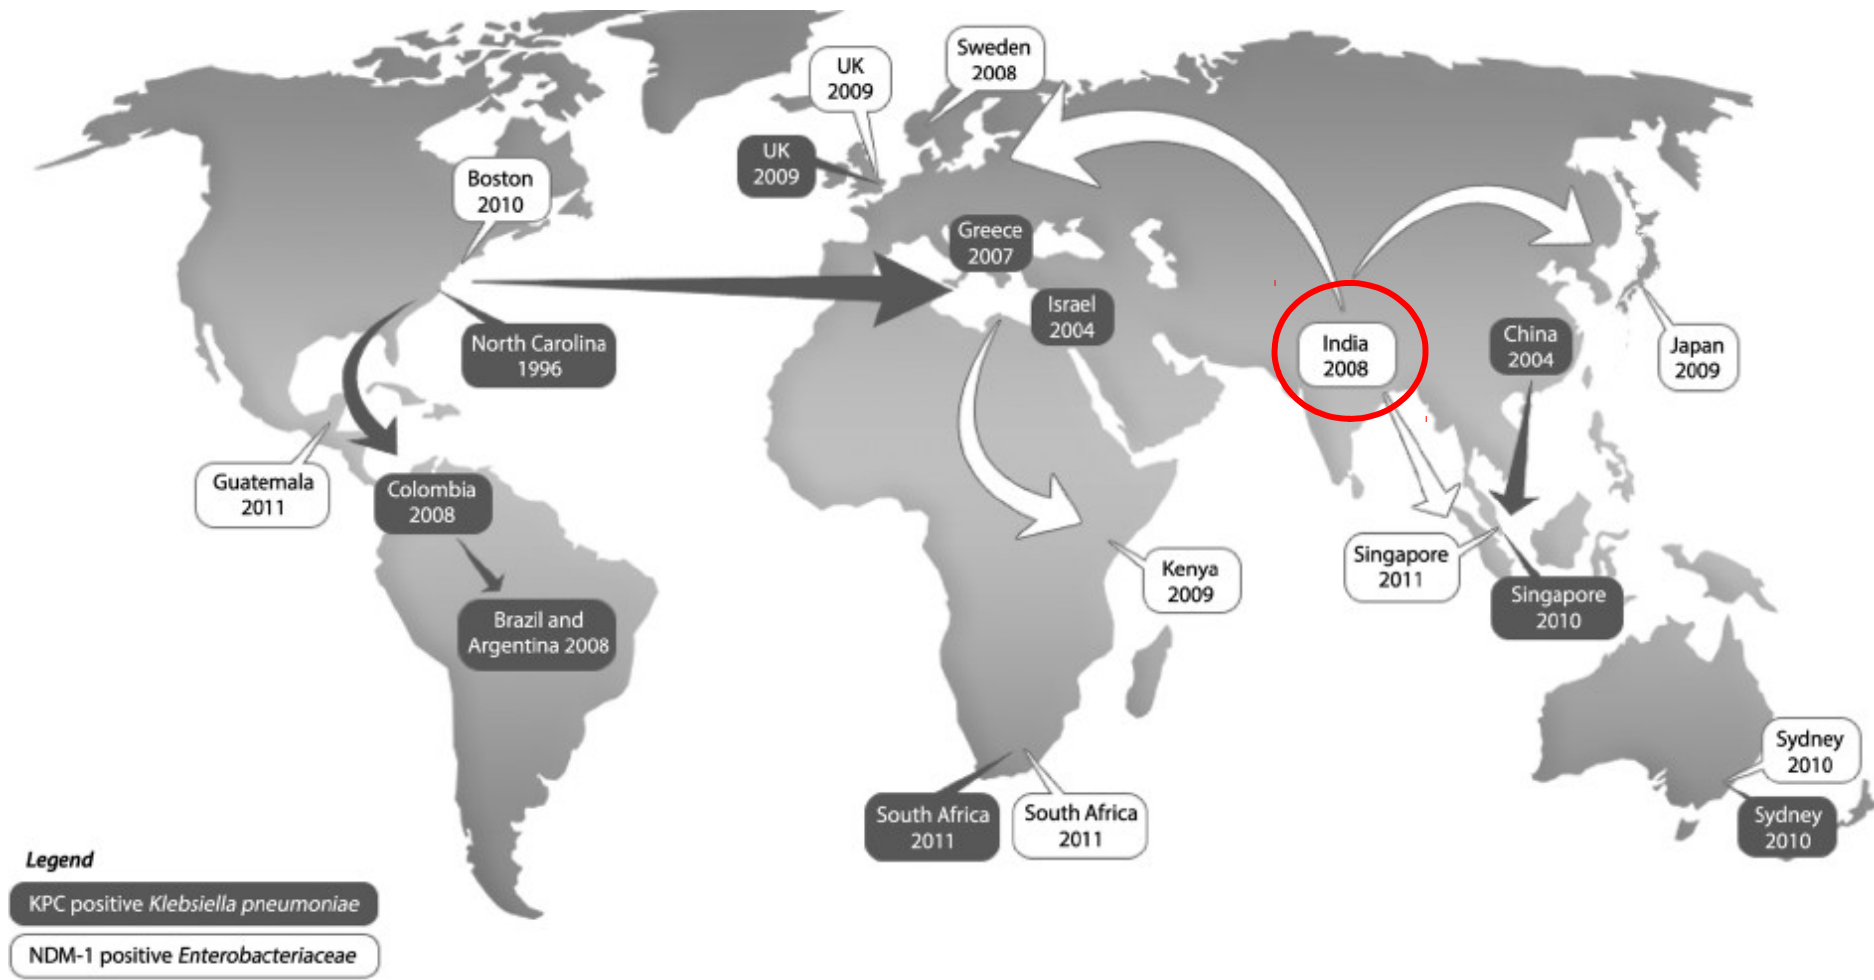 Sweden
2008
UK
2009
UK
2009
Boston
2010
Greece
2007
Israel
2004
North Carolina
1996
India
2008
China
2004
Japan
2009
Guatemala
2011
Colombia
2008
Brazil and
Argentina 2008
Kenya
2009
Singapore
2011
Singapore
2010
South Africa
2011
South Africa
2011
Sydney
2010
Sydney
2010
Legend
KPC positive Klebsiella pneumoniae
NDM-1 positive Enterobacteriaceae